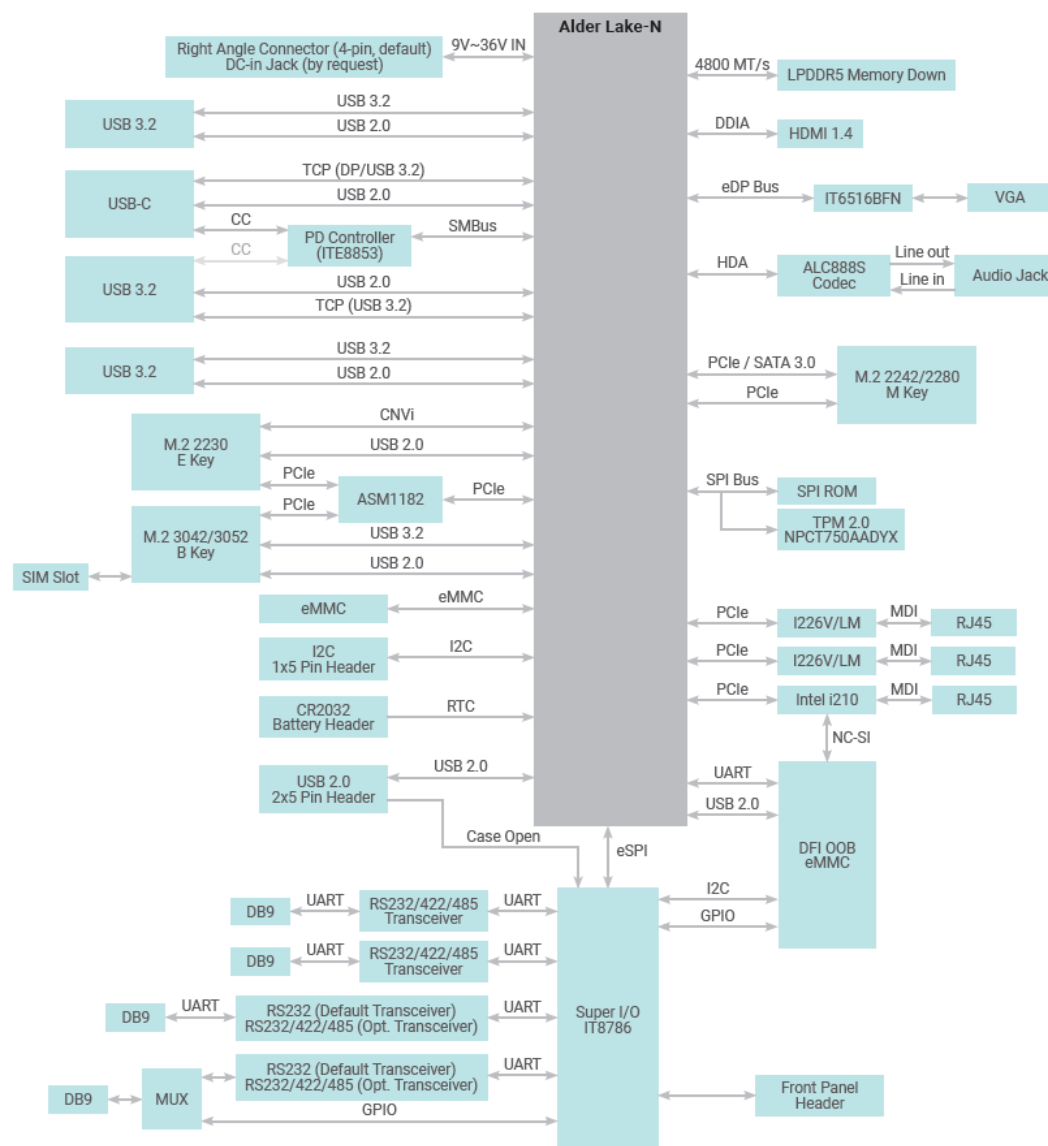 Alder Lake-N
Right Angle Connector (4-pin, default)
DC-in Jack (by request)
9V~36V IN
4800 MT/s
LPDDR5 Memory Down
USB 3.2
USB 3.2
USB 2.0
DDIA
HDMI 1.4
USB-C
TCP (DP/USB 3.2)
USB 2.0
eDP Bus
IT6516BFN
VGA
CC
PD Controller
(ITE8853)
SMBus
CC
USB 3.2
USB 2.0
TCP (USB 3.2)
HDA
ALC888S
Codec
Line out
Line in
Audio Jack
USB 3.2
USB 3.2
USB 2.0
PCIe / SATA 3.0
PCIe
M.2 2242/2280
M Key
M.2 2230
E Key
CNVi
USB 2.0
PCIe
PCIe
ASM1182
PCIe
SPI Bus
SPI ROM
TPM 2.0
NPCT750AADYX
M.2 3042/3052
B Key
USB 3.2
USB 2.0
SIM Slot
eMMC
eMMC
I2C
1x5 Pin Header
I2C
PCIe
I226V/LM
MDI
RJ45
PCIe
I226V/LM
MDI
RJ45
PCIe
Intel i210
MDI
RJ45
CR2032
Battery Header
RTC
NC-SI
USB 2.0
2x5 Pin Header
USB 2.0
UART
USB 2.0
DFI OOB
eMMC
Case Open
eSPI
I2C
GPIO
DB9
UART
RS232/422/485
Transceiver
UART
DB9
UART
RS232/422/485
Transceiver
UART
DB9
UART
RS232 (Default Transceiver)
RS232/422/485 (Opt. Transceiver)
UART
Super I/O
IT8786
DB9
MUX
RS232 (Default Transceiver)
RS232/422/485 (Opt. Transceiver)
UART
GPIO
Front Panel
Header